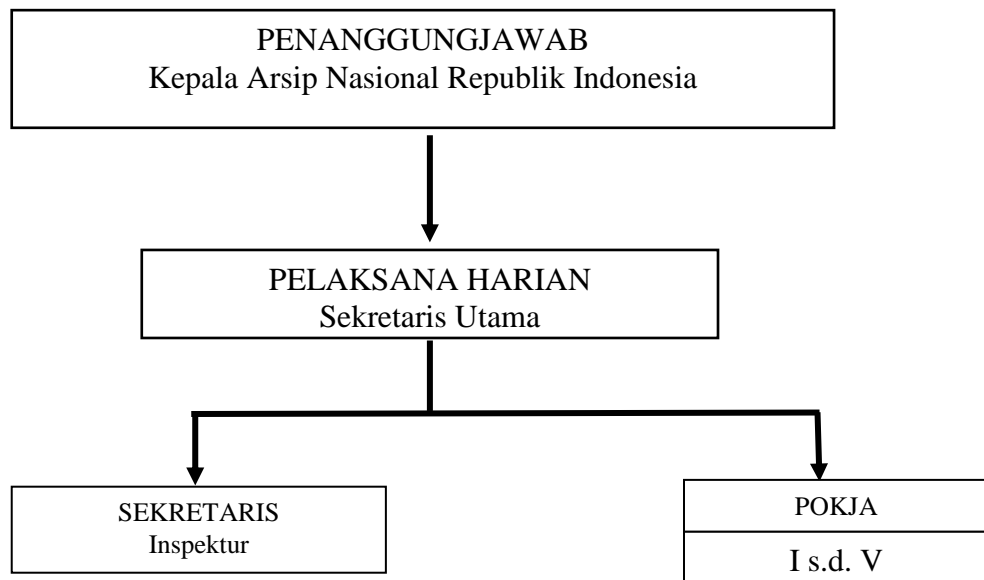 PENANGGUNGJAWAB
Kepala Arsip Nasional Republik Indonesia
PELAKSANA HARIAN
Sekretaris Utama
SEKRETARIS
Inspektur
POKJA
I s.d. V